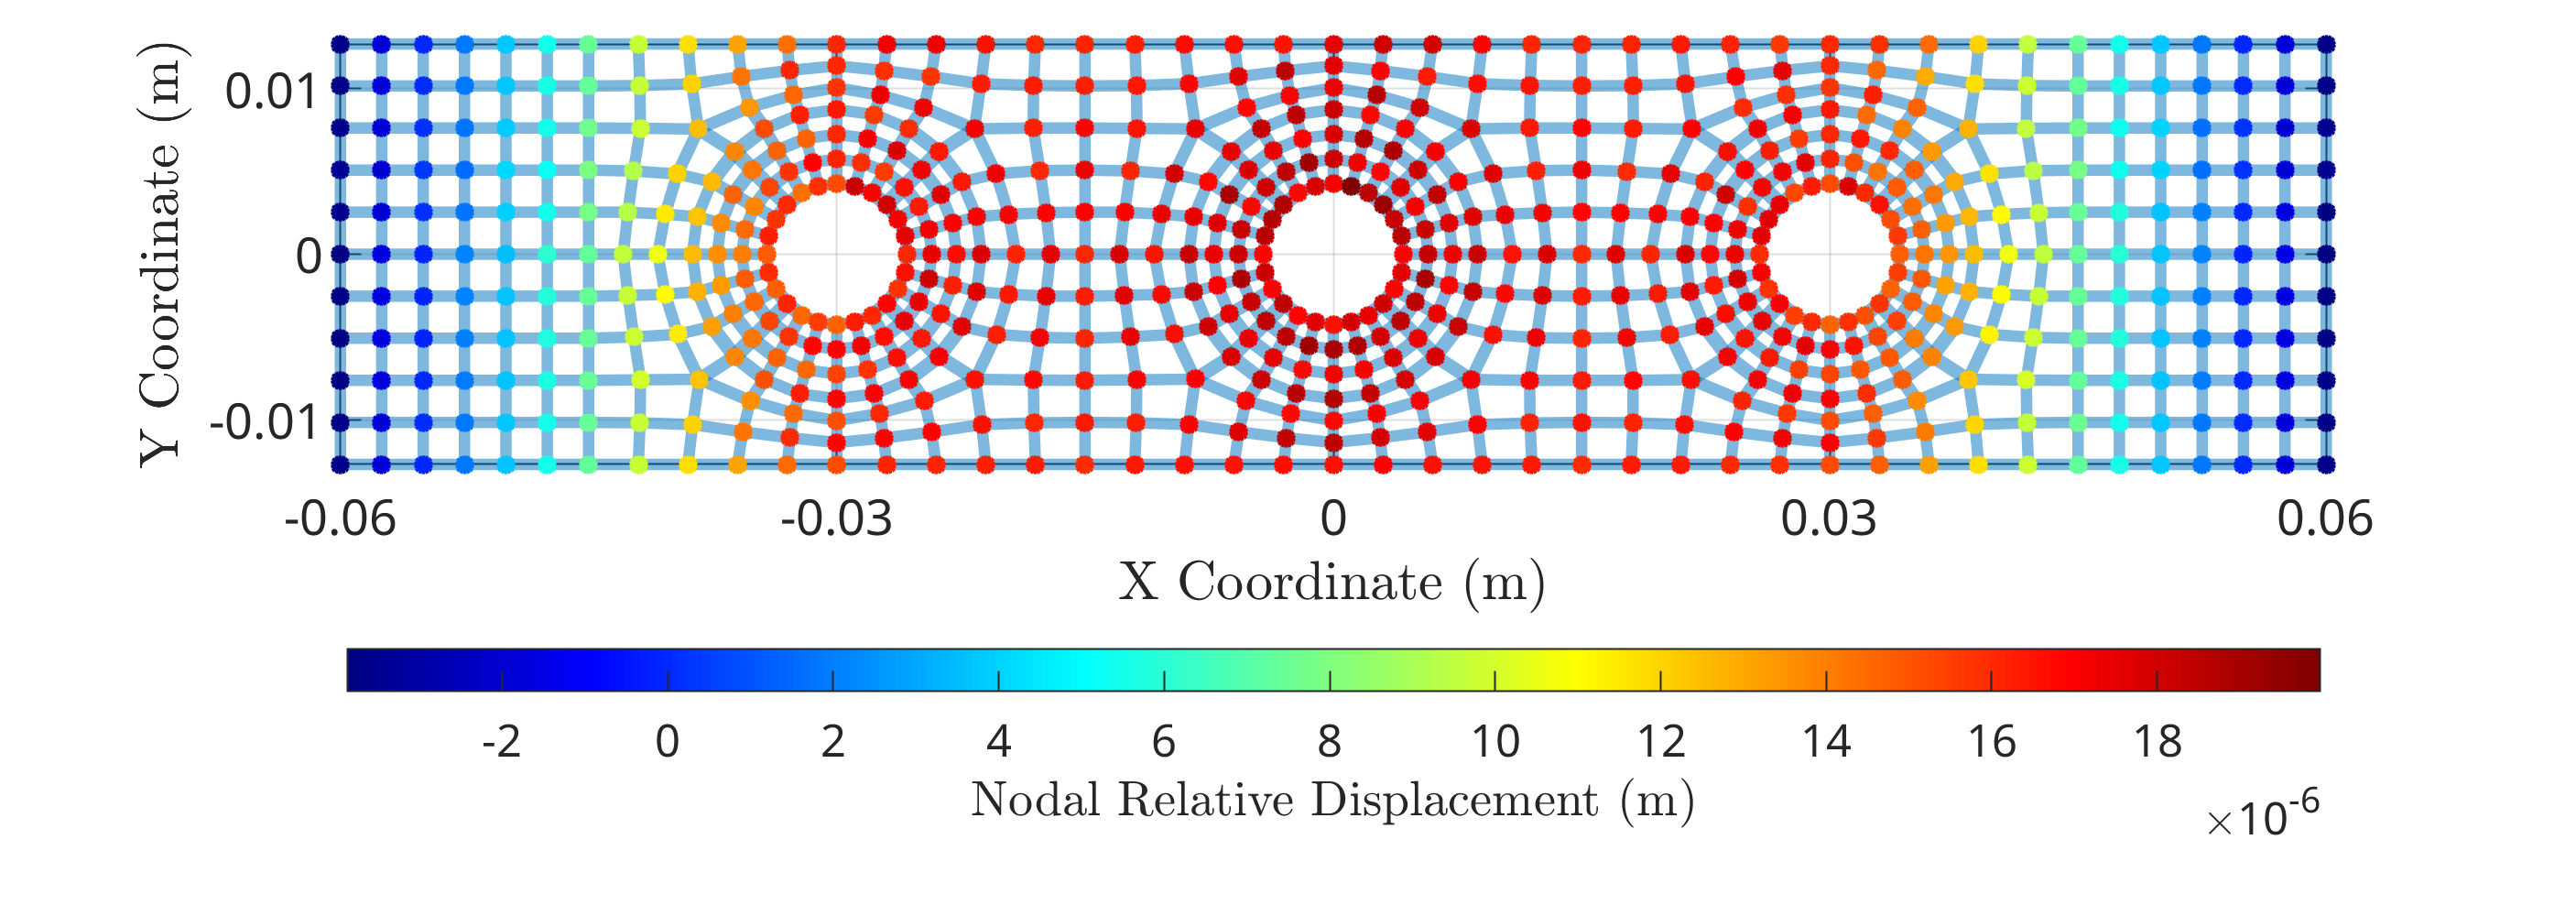 Y Coordinate (m)
0.01
0
-0.01
-0.06 -0.03 0 0.03 0.06
X Coordinate (m)
-2 0 2 4 6 8 10 12 14 16 18
Nodal Relative Displacement (m)
×10-6